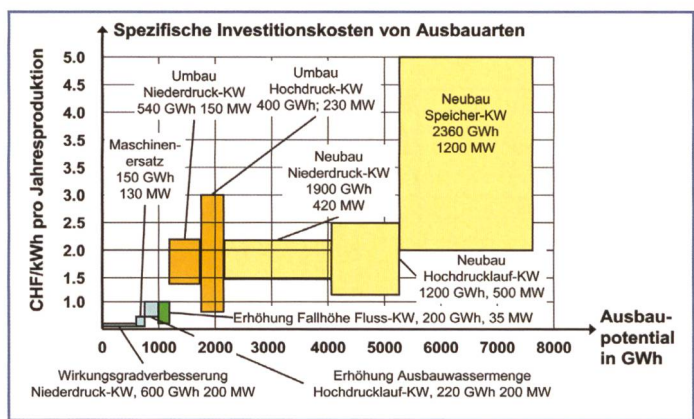 Spezifische Investitionskosten von Ausbauarten
CHF/kWh pro Jahresproduktion
5.0
4.5
4.0
3.5
3.0
2.5
2.0
1.5
1.0
Umbau
Niederdruck-KW
540 GWh 150 MW
Umbau
Hochdruck-KW
400 GWh; 230 MW
Maschinen-
ersatz
150 GWh
130 MW
Neubau
Niederdruck-KW
1900 GWh
420 MW
Neubau
Speicher-KW
2360 GWh
1200 MW
Neubau
Hochdrucklauf-KW
1200 GWh, 500 MW
Erhöhung Fallhöhe Fluss-KW, 200 GWh, 35 MW
0 1000 2000 3000 4000 5000 6000 7000 8000
Ausbau-
potential
in GWh
Wirkungsgradverbesserung
Niederdruck-KW, 600 GWh 200 MW
Erhöhung Ausbauwassermenge
Hochdrucklauf-KW, 220 GWh 200 MW